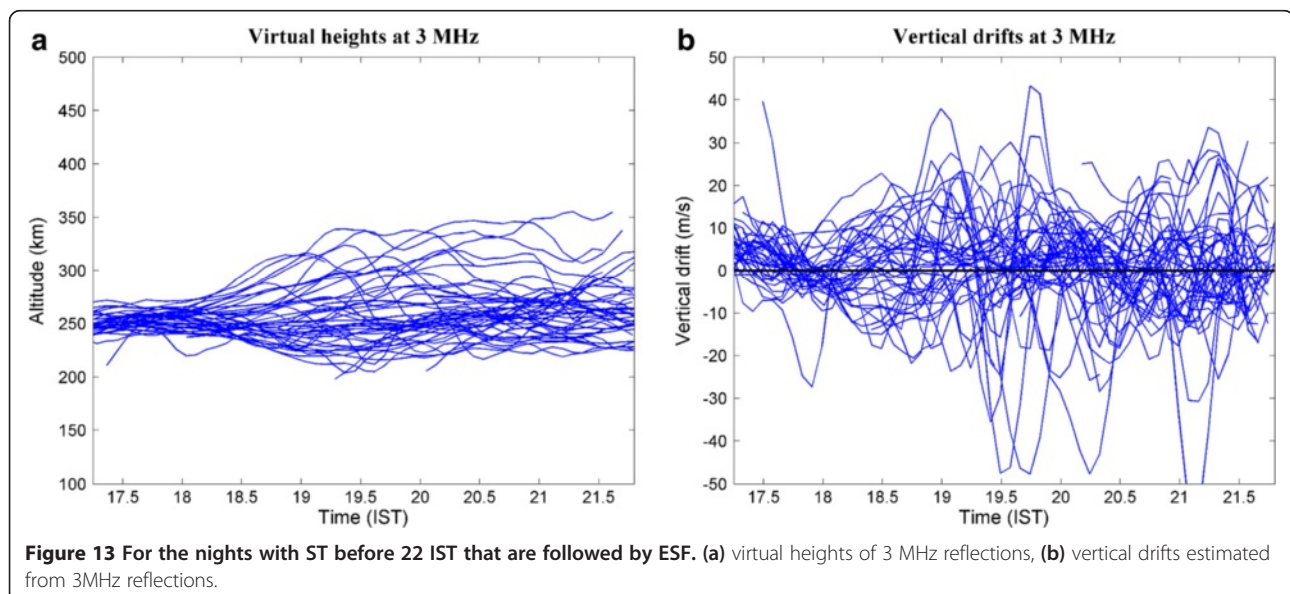 a
Virtual heights at 3 MHz
500
450
400
350
300
250
200
150
100
Altitude (km)
17.5 18 18.5 19 19.5 20 20.5 21 21.5
Time (IST)
b
Vertical drifts at 3 MHz
50
40
30
20
10
0
-10
-20
-30
-40
-50
Vertical drift (m/s)
17.5 18 18.5 19 19.5 20 20.5 21 21.5
Time (IST)
Figure 13 For the nights with ST before 22 IST that are followed by ESF. (a) virtual heights of 3 MHz reflections, (b) vertical drifts estimated
from 3MHz reflections.